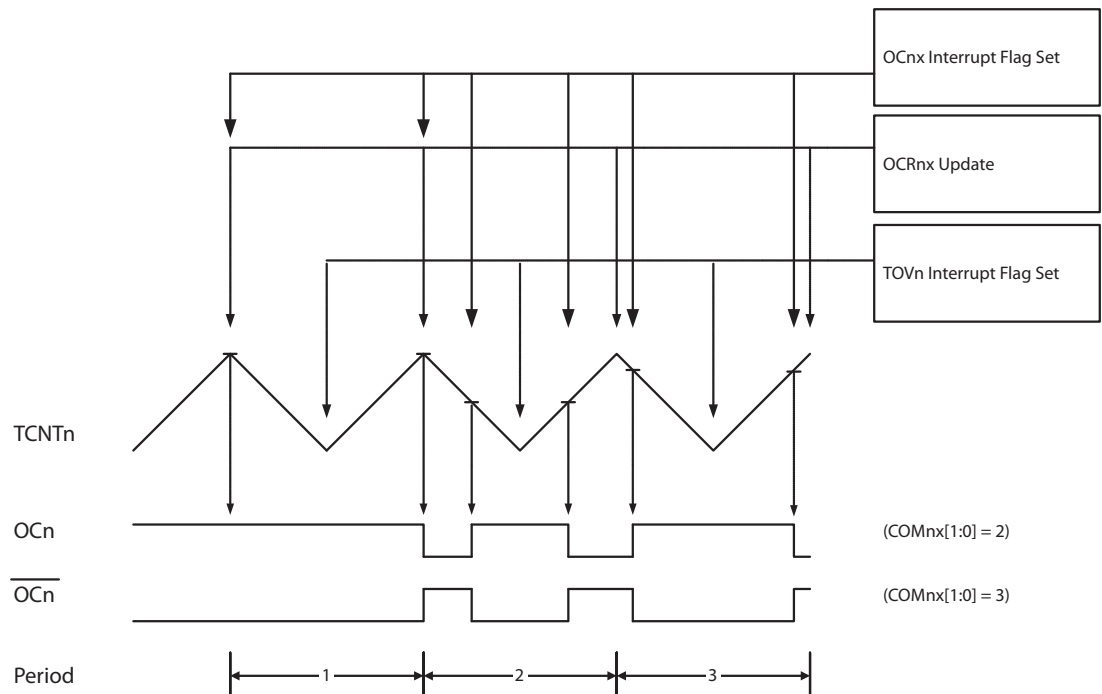 OCnx Interrupt Flag Set
OCRnx Update
TOVn Interrupt Flag Set
TCNTn
OCn
(COMnx[1:0] = 2)
OCn
(COMnx[1:0] = 3)
Period
1
2
3